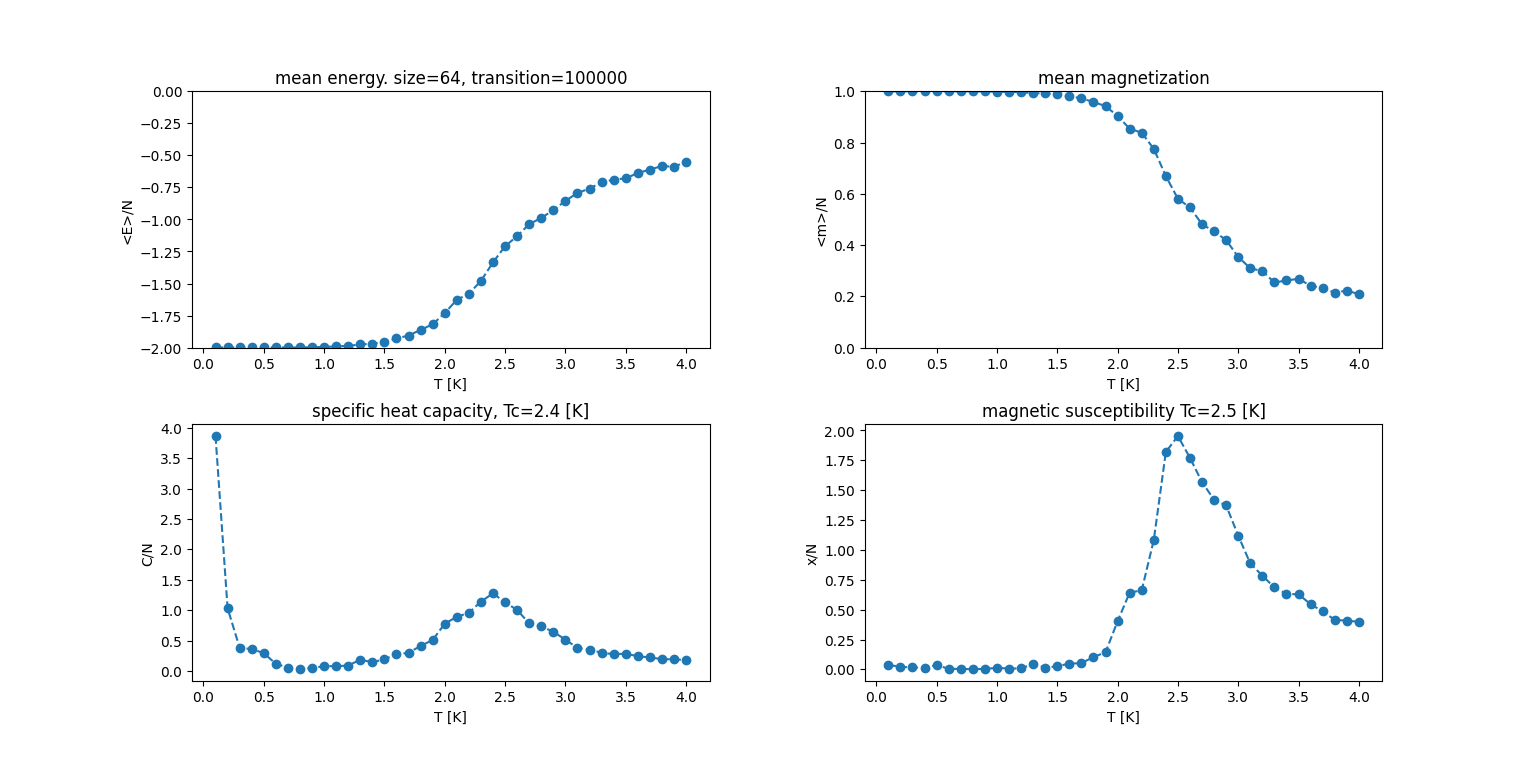 mean energy. size=64, transition=100000
0.00
−0.25
−0.50
−0.75
−1.00
−1.25
−1.50
−1.75
−2.00
<E>/N
0.0 0.5 1.0 1.5 2.0 2.5 3.0 3.5 4.0
T [K]
mean magnetization
1.0
0.8
0.6
0.4
0.2
0.0
<m>/N
0.0 0.5 1.0 1.5 2.0 2.5 3.0 3.5 4.0
T [K]
specific heat capacity, Tc=2.4 [K]
4.0
3.5
3.0
2.5
2.0
1.5
1.0
0.5
0.0
C/N
0.0 0.5 1.0 1.5 2.0 2.5 3.0 3.5 4.0
T [K]
magnetic susceptibility Tc=2.5 [K]
2.00
1.75
1.50
1.25
1.00
0.75
0.50
0.25
0.00
x/N
0.0 0.5 1.0 1.5 2.0 2.5 3.0 3.5 4.0
T [K]